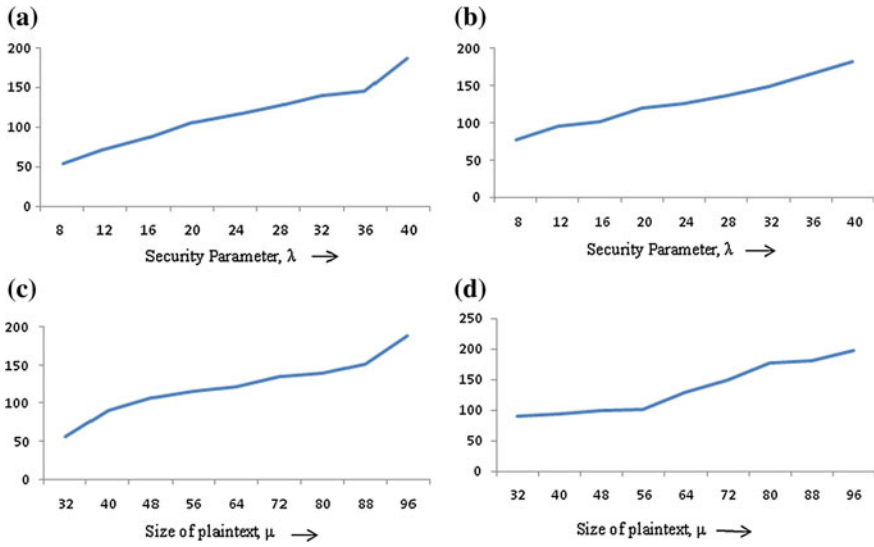 (a)
200
150
100
50
0
8 12 16 20 24 28 32 36 40
Security Parameter, λ →
(b)
200
150
100
50
0
8 12 16 20 24 28 32 36 40
Security Parameter, λ →
(c)
200
150
100
50
0
32 40 48 56 64 72 80 88 96
Size of plaintext, μ →
(d)
250
200
150
100
50
0
32 40 48 56 64 72 80 88 96
Size of plaintext, μ →